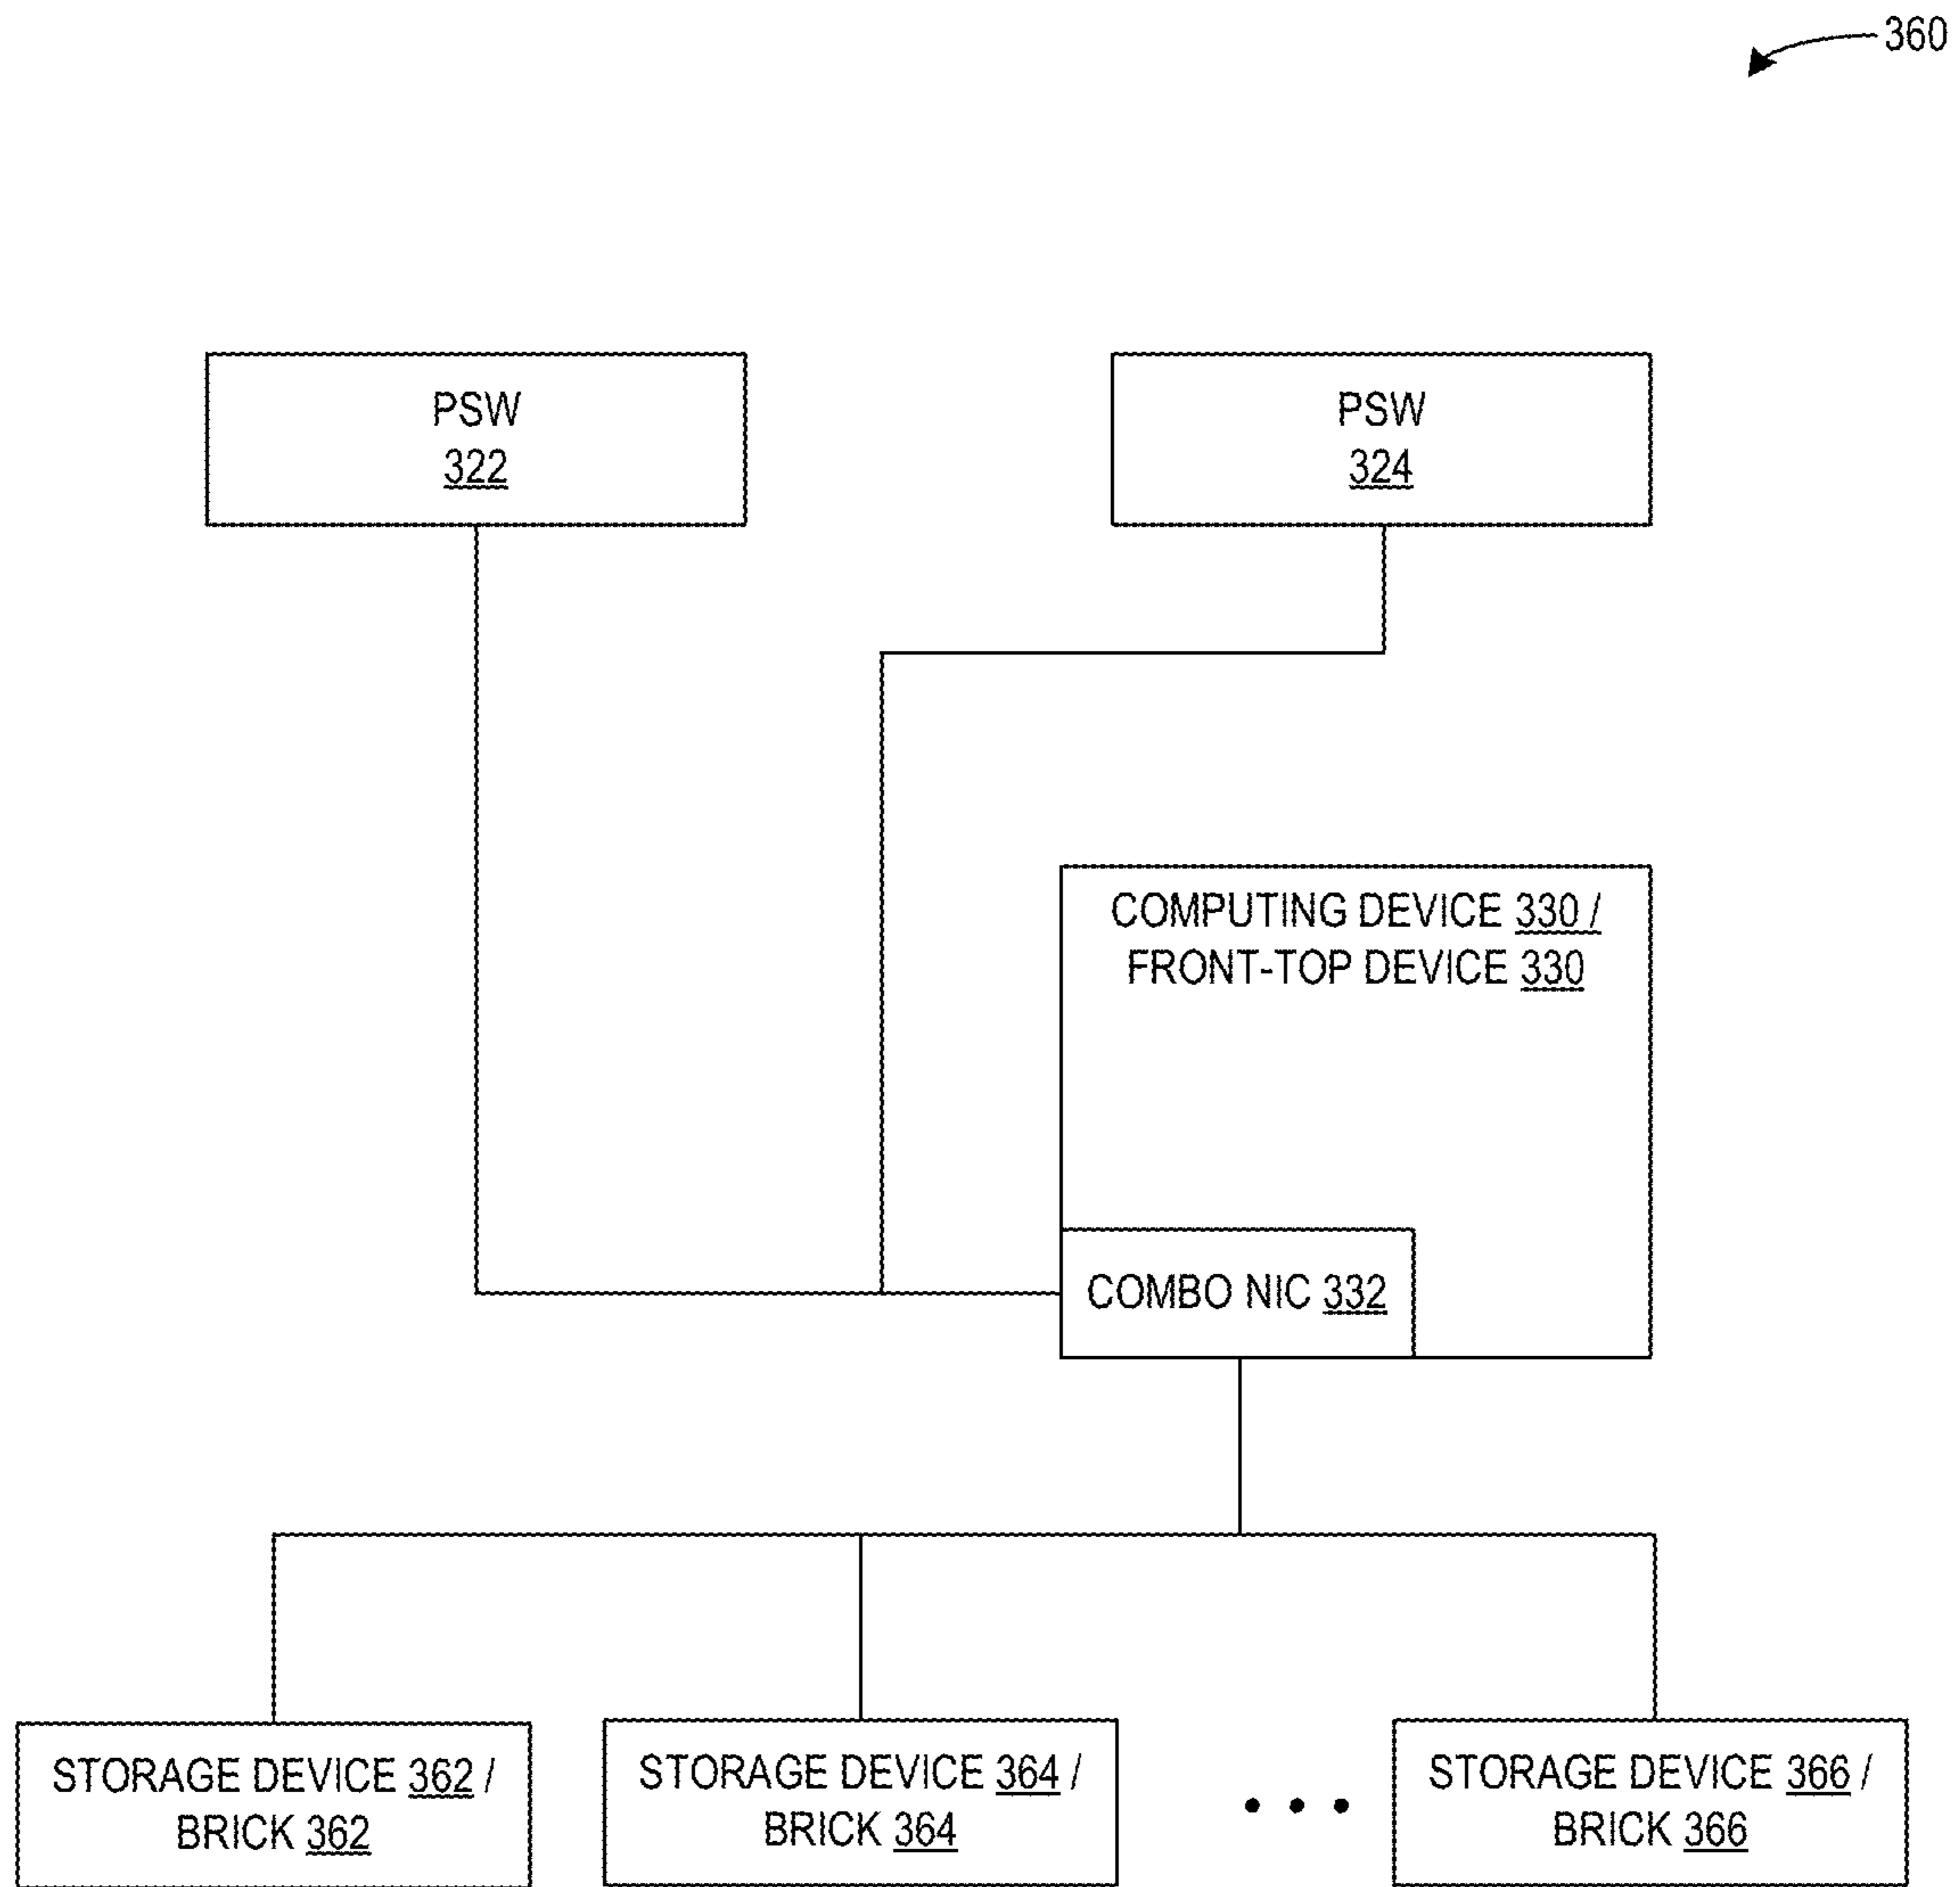 360
PSW
322
PSW
324
COMPUTING DEVICE 330 /
FRONT-TOP DEVICE 330
COMBO NIC 332
STORAGE DEVICE 362 /
BRICK 362
STORAGE DEVICE 364 /
BRICK 364
STORAGE DEVICE 366 /
BRICK 366